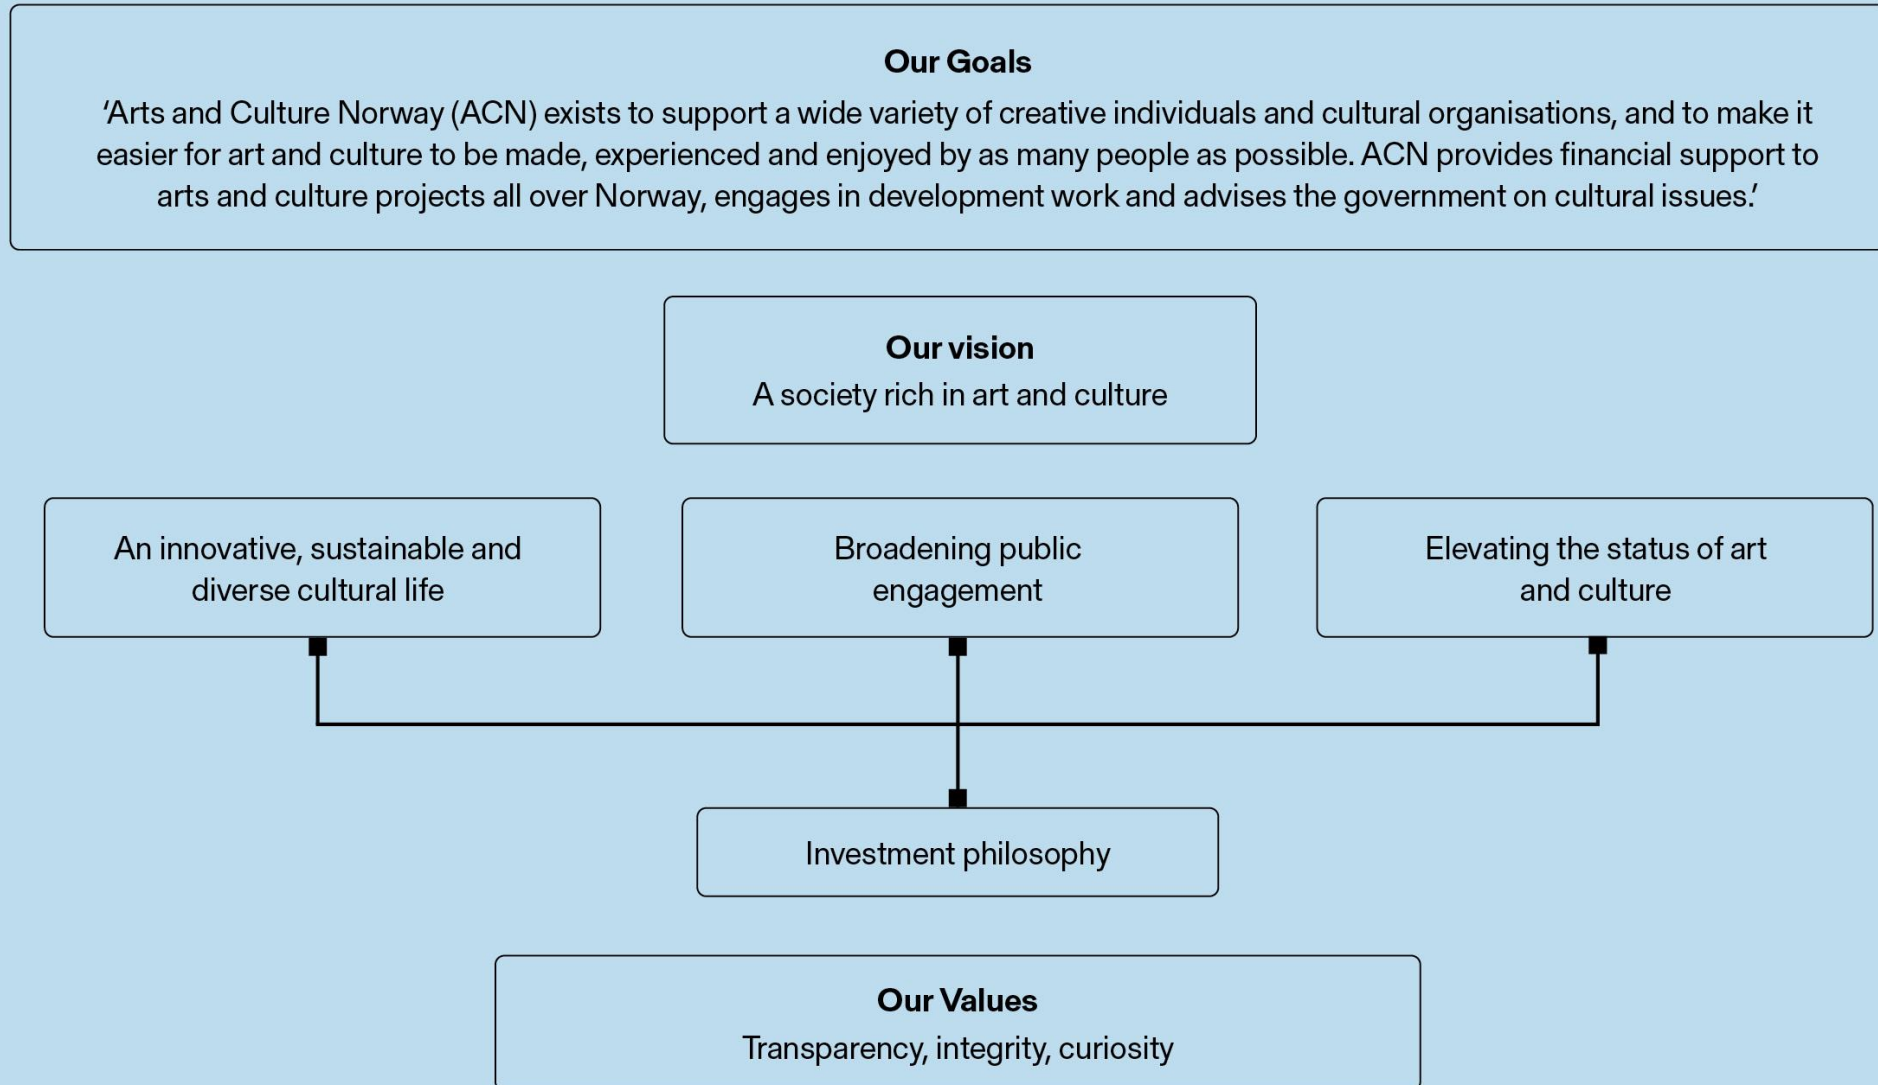 Our Goals
‘Arts and Culture Norway (ACN) exists to support a wide variety of creative individuals and cultural organisations, and to make it
easier for art and culture to be made, experienced and enjoyed by as many people as possible. ACN provides financial support to
arts and culture projects all over Norway, engages in development work and advises the government on cultural issues.’
Our vision
A society rich in art and culture
An innovative, sustainable and
diverse cultural life
Broadening public
engagement
Elevating the status of art
and culture
Investment philosophy
Our Values
Transparency, integrity, curiosity